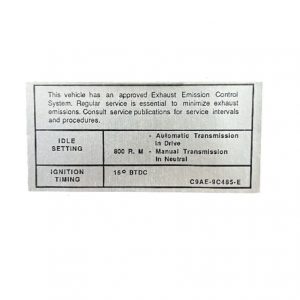 This vehicle has an approved Exhaust Emission Control
System. Regular service is essential to minimize exhaust
emissions. Consult service publications for service intervals
and procedures.
IDLE
SETTING
- Automatic Transmission
In Drive
800 R. M - Manual Transmission
In Neutral
IGNITION
TIMING
15° BTDC
C9AE-9C485-E